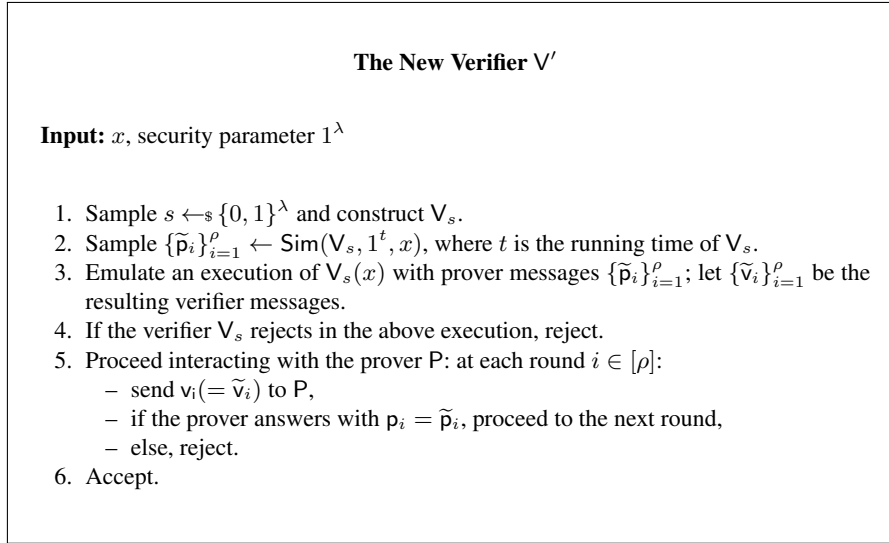 The New Verifier V′
Input: x, security parameter 1^λ
1. Sample s ←$ {0, 1}^λ and construct V_s.
2. Sample {p̃_i}_{i=1}^ρ ← Sim(V_s, 1^t, x), where t is the running time of V_s.
3. Emulate an execution of V_s(x) with prover messages {p̃_i}_{i=1}^ρ; let {ṽ_i}_{i=1}^ρ be the
resulting verifier messages.
4. If the verifier V_s rejects in the above execution, reject.
5. Proceed interacting with the prover P: at each round i ∈ [ρ]:
– send v_i(= ṽ_i) to P,
– if the prover answers with p_i = p̃_i, proceed to the next round,
– else, reject.
6. Accept.